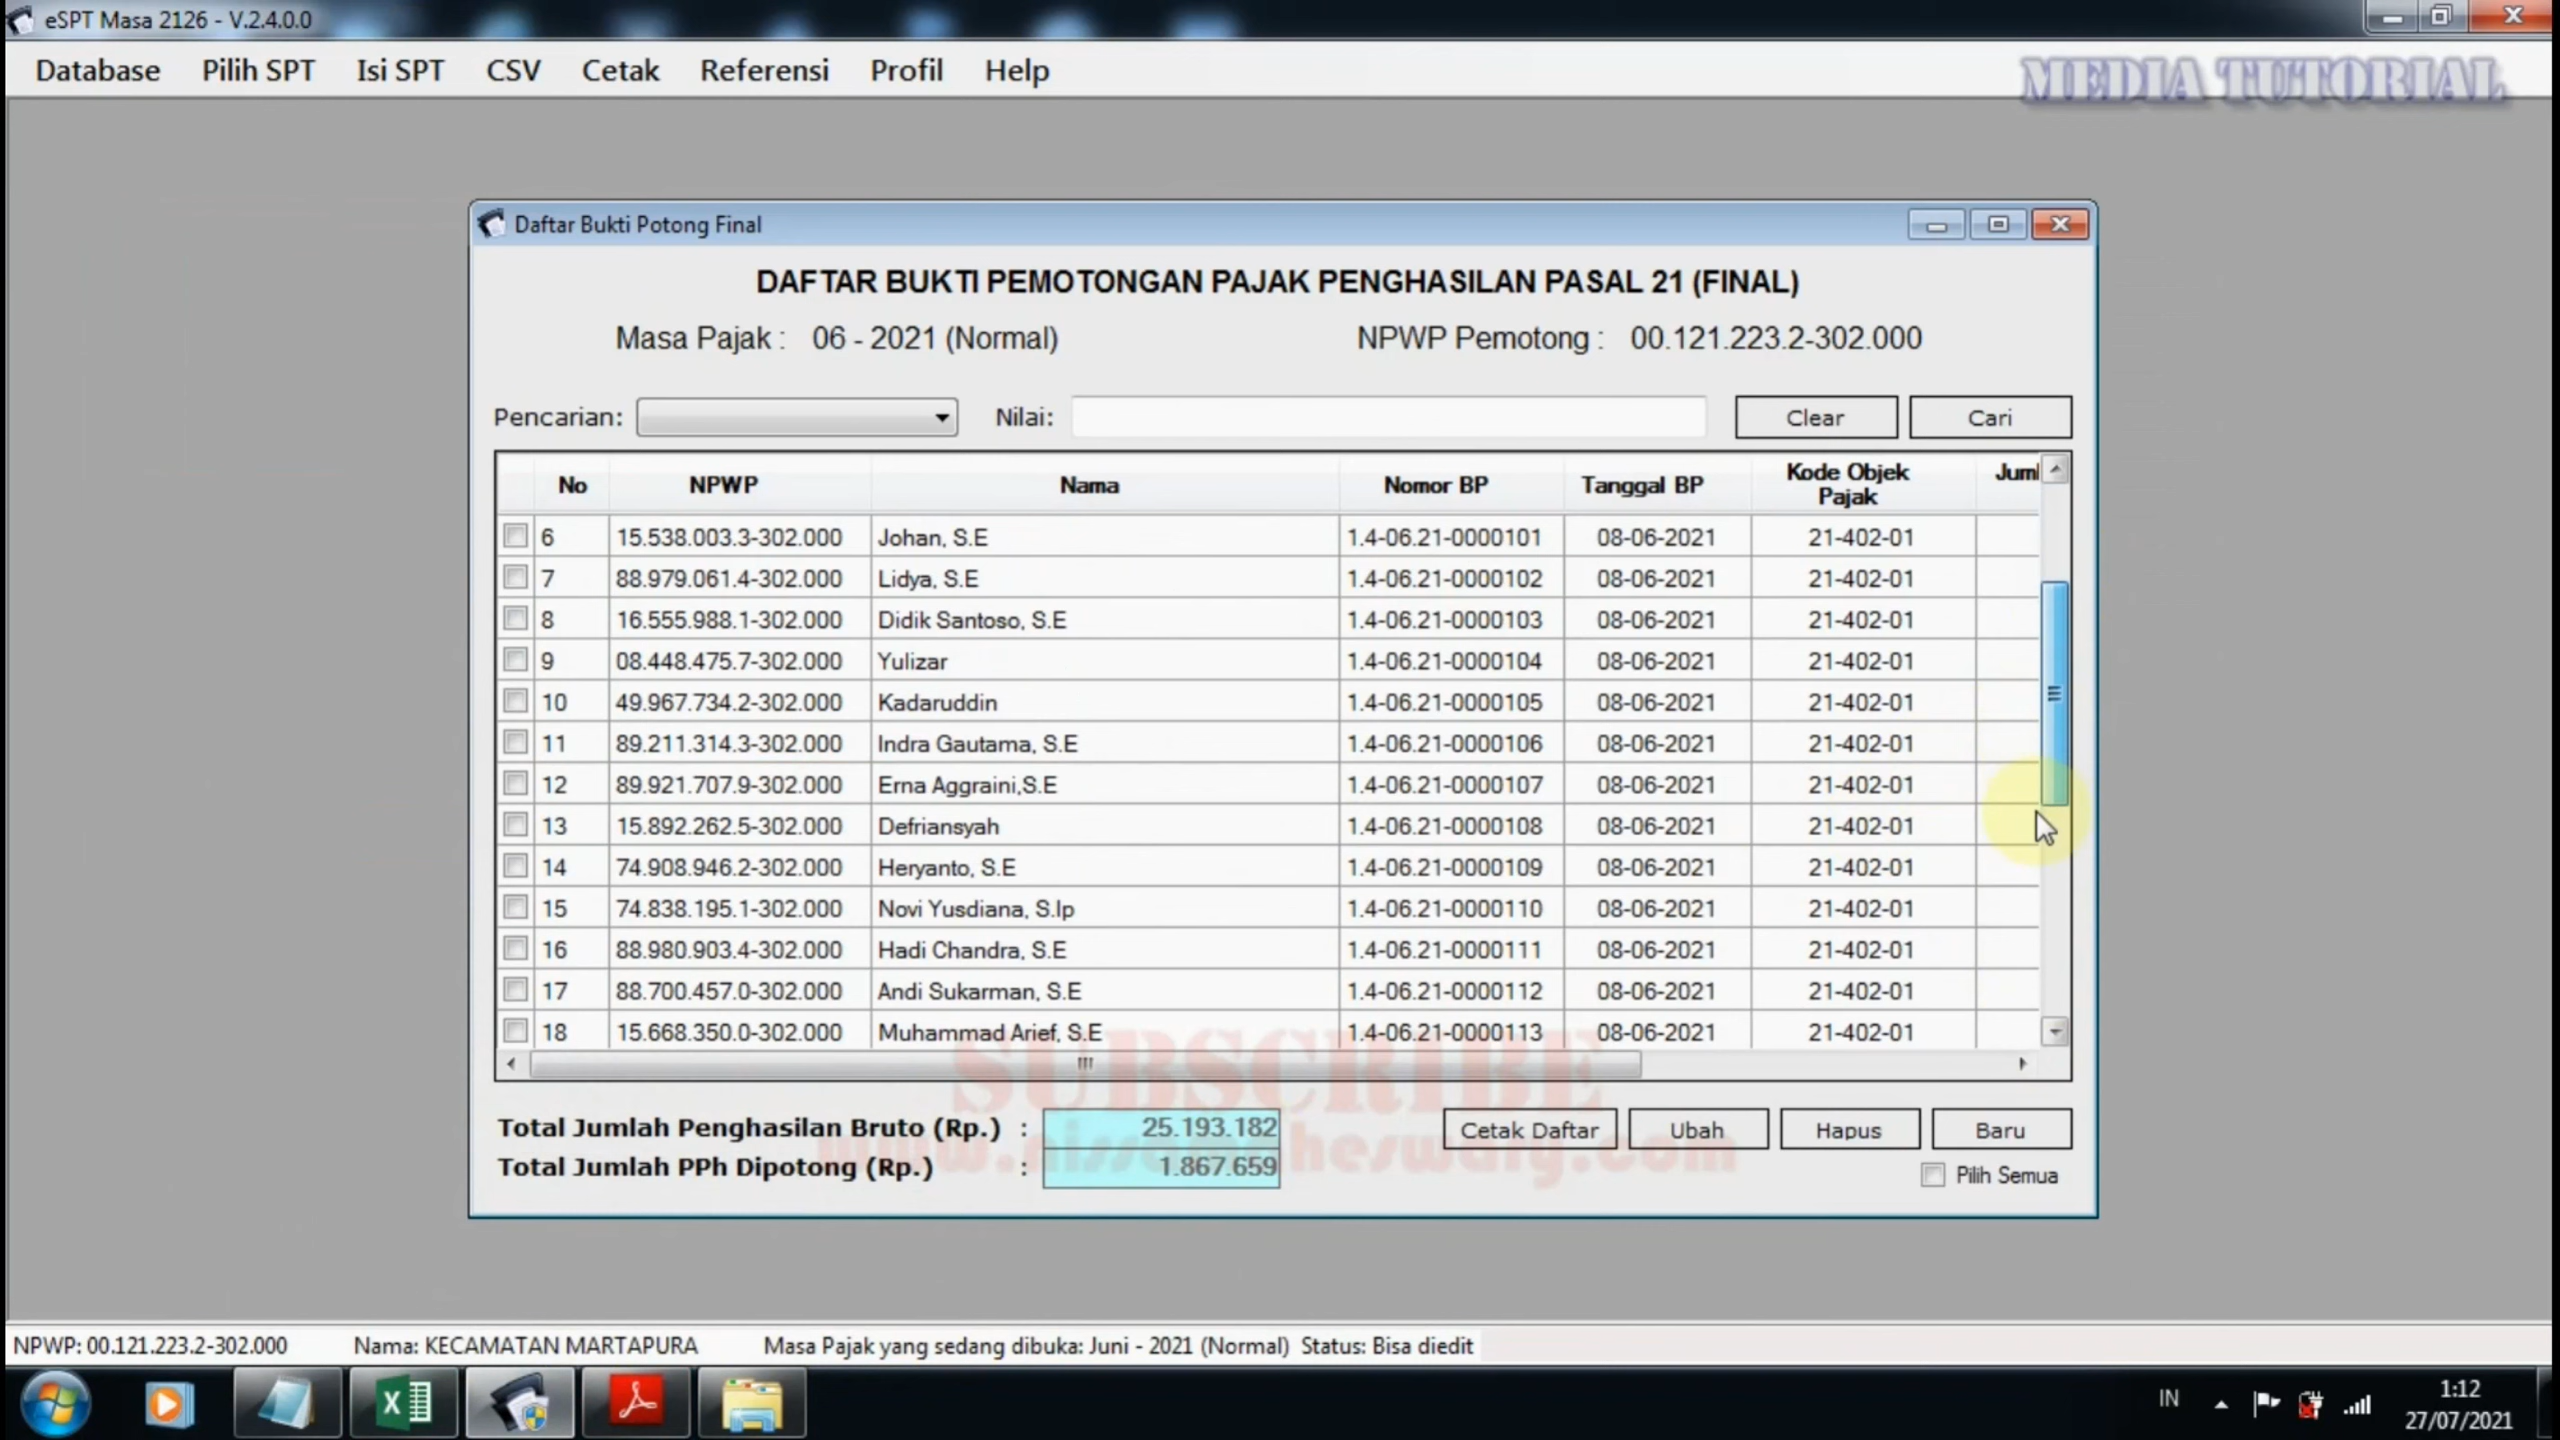 eSPT Masa 2126 - V.2.4.0.0
Database Pilih SPT Isi SPT CSV Cetak Referensi Profil Help
MEDIA TUTORIAL
Daftar Bukti Potong Final
DAFTAR BUKTI PEMOTONGAN PAJAK PENGHASILAN PASAL 21 (FINAL)
Masa Pajak : 06 - 2021 (Normal) NPWP Pemotong : 00.121.223.2-302.000
Pencarian: Nilai: Clear Cari
No NPWP Nama Nomor BP Tanggal BP Kode Objek Pajak Juml
6 15.538.003.3-302.000 Johan, S.E 1.4-06.21-0000101 08-06-2021 21-402-01
7 88.979.061.4-302.000 Lidya, S.E 1.4-06.21-0000102 08-06-2021 21-402-01
8 16.555.988.1-302.000 Didik Santoso, S.E 1.4-06.21-0000103 08-06-2021 21-402-01
9 08.448.475.7-302.000 Yulizar 1.4-06.21-0000104 08-06-2021 21-402-01
10 49.967.734.2-302.000 Kadaruddin 1.4-06.21-0000105 08-06-2021 21-402-01
11 89.211.314.3-302.000 Indra Gautama, S.E 1.4-06.21-0000106 08-06-2021 21-402-01
12 89.921.707.9-302.000 Erna Aggraini,S.E 1.4-06.21-0000107 08-06-2021 21-402-01
13 15.892.262.5-302.000 Defriansyah 1.4-06.21-0000108 08-06-2021 21-402-01
14 74.908.946.2-302.000 Heryanto, S.E 1.4-06.21-0000109 08-06-2021 21-402-01
15 74.838.195.1-302.000 Novi Yusdiana, S.Ip 1.4-06.21-0000110 08-06-2021 21-402-01
16 88.980.903.4-302.000 Hadi Chandra, S.E 1.4-06.21-0000111 08-06-2021 21-402-01
17 88.700.457.0-302.000 Andi Sukarman, S.E 1.4-06.21-0000112 08-06-2021 21-402-01
18 15.668.350.0-302.000 Muhammad Arief, S.E 1.4-06.21-0000113 08-06-2021 21-402-01
SUBSCRIBE
Total Jumlah Penghasilan Bruto (Rp.) : 25.193.182 Cetak Daftar Ubah Hapus Baru
Total Jumlah PPh Dipotong (Rp.) : 1.867.659 Pilih Semua
NPWP: 00.121.223.2-302.000 Nama: KECAMATAN MARTAPURA Masa Pajak yang sedang dibuka: Juni - 2021 (Normal) Status: Bisa diedit
IN 1:12
27/07/2021